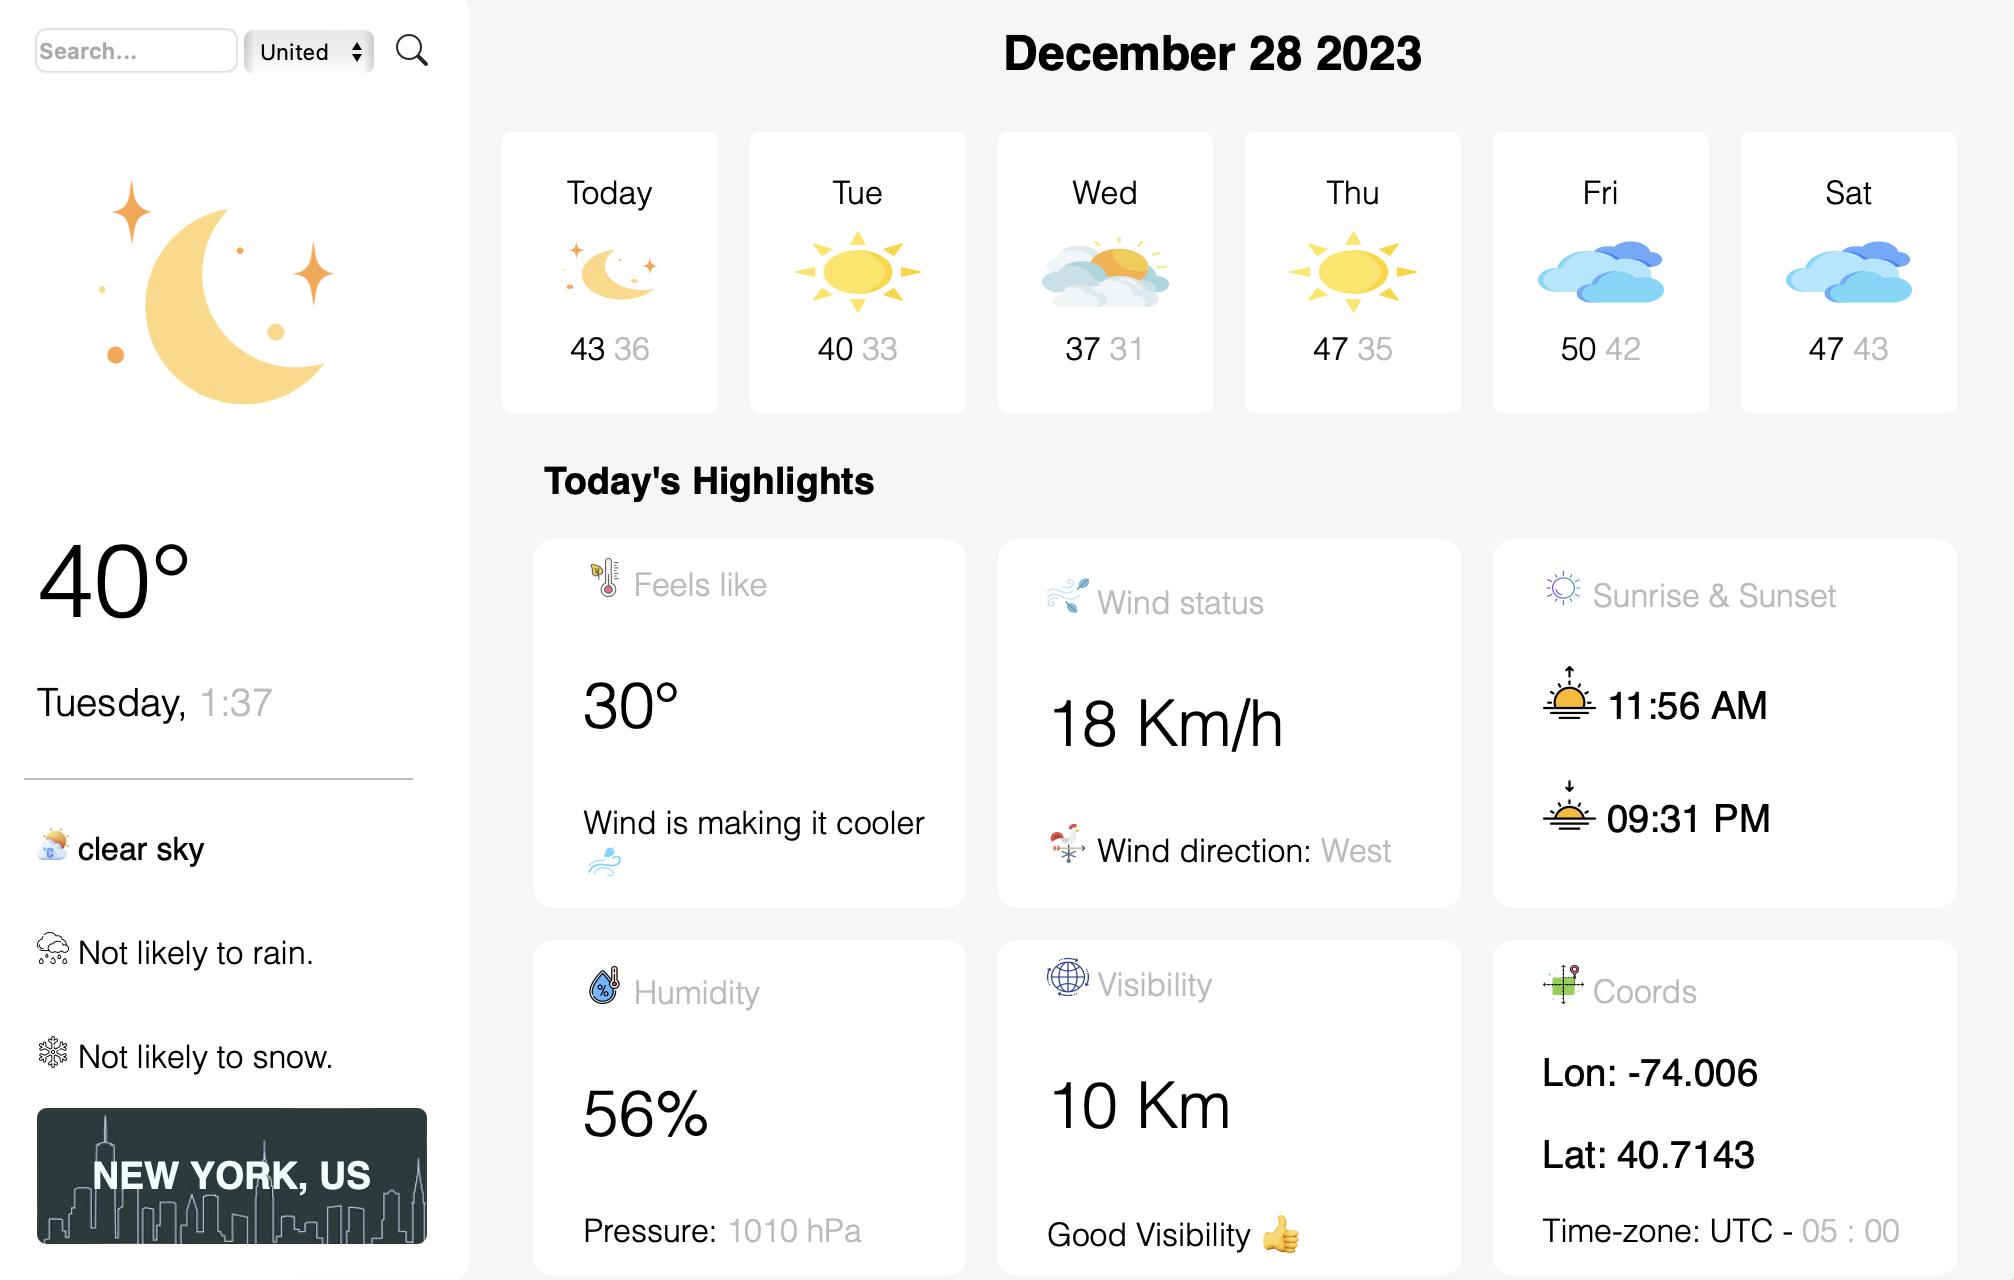 Search...
United
December 28 2023
Today
Tue
Wed
Thu
Fri
Sat
43 36
40 33
37 31
47 35
50 42
47 43
Today's Highlights
40°
Tuesday, 1:37
clear sky
Not likely to rain.
Not likely to snow.
NEW YORK, US
Feels like
30°
Wind is making it cooler
Wind status
18 Km/h
Wind direction: West
Sunrise & Sunset
11:56 AM
09:31 PM
Humidity
56%
Pressure: 1010 hPa
Visibility
10 Km
Good Visibility 👍
Coords
Lon: -74.006
Lat: 40.7143
Time-zone: UTC - 05 : 00